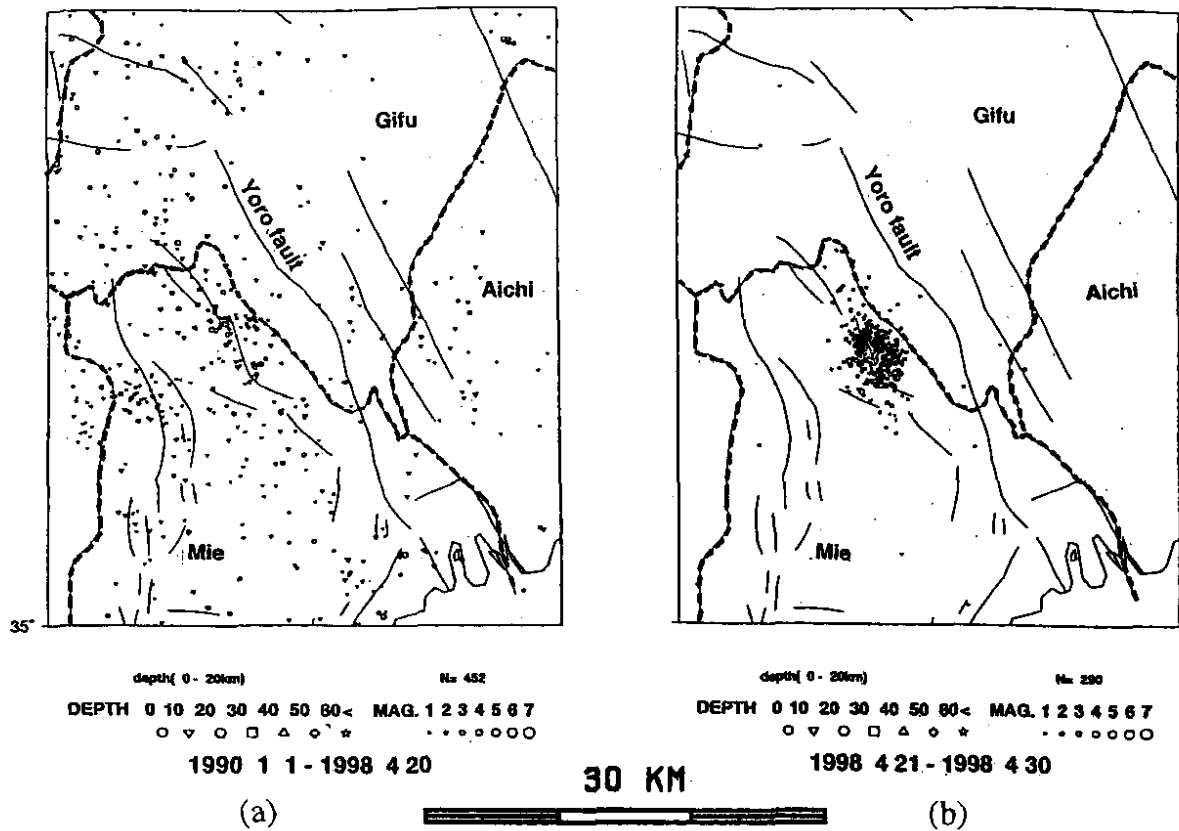 Gifu
Yoro fault
Aichi
Mie
35°
depth( 0 - 20km) N= 452
DEPTH 0 10 20 30 40 50 60< MAG. 1 2 3 4 5 6 7
1990 1 1 - 1998 4 20
(a)
Gifu
Yoro fault
Aichi
Mie
depth( 0 - 20km) N= 290
DEPTH 0 10 20 30 40 50 60< MAG. 1 2 3 4 5 6 7
1998 4 21 - 1998 4 30
(b)
30 KM